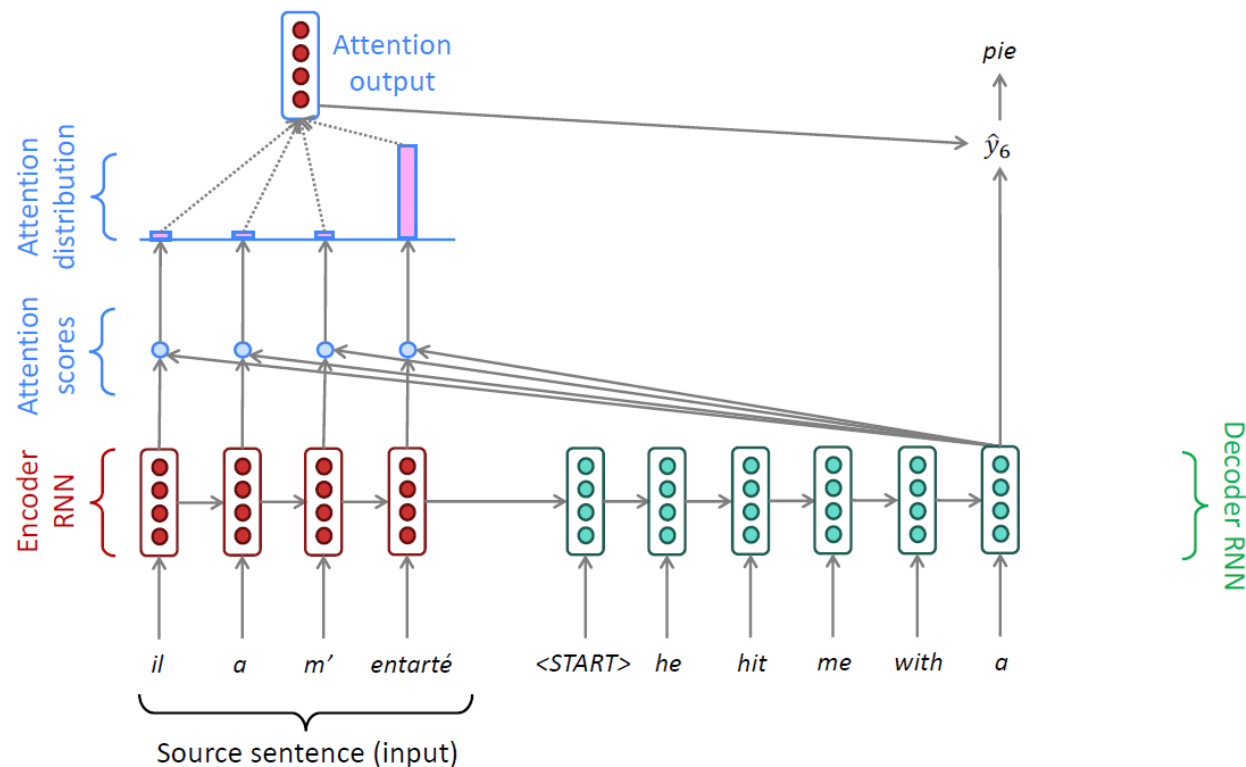 Attention
output
pie
ŷ₆
Attention
distribution
Attention
scores
Encoder
RNN
Decoder RNN
il a m’ entarté <START> he hit me with a
Source sentence (input)